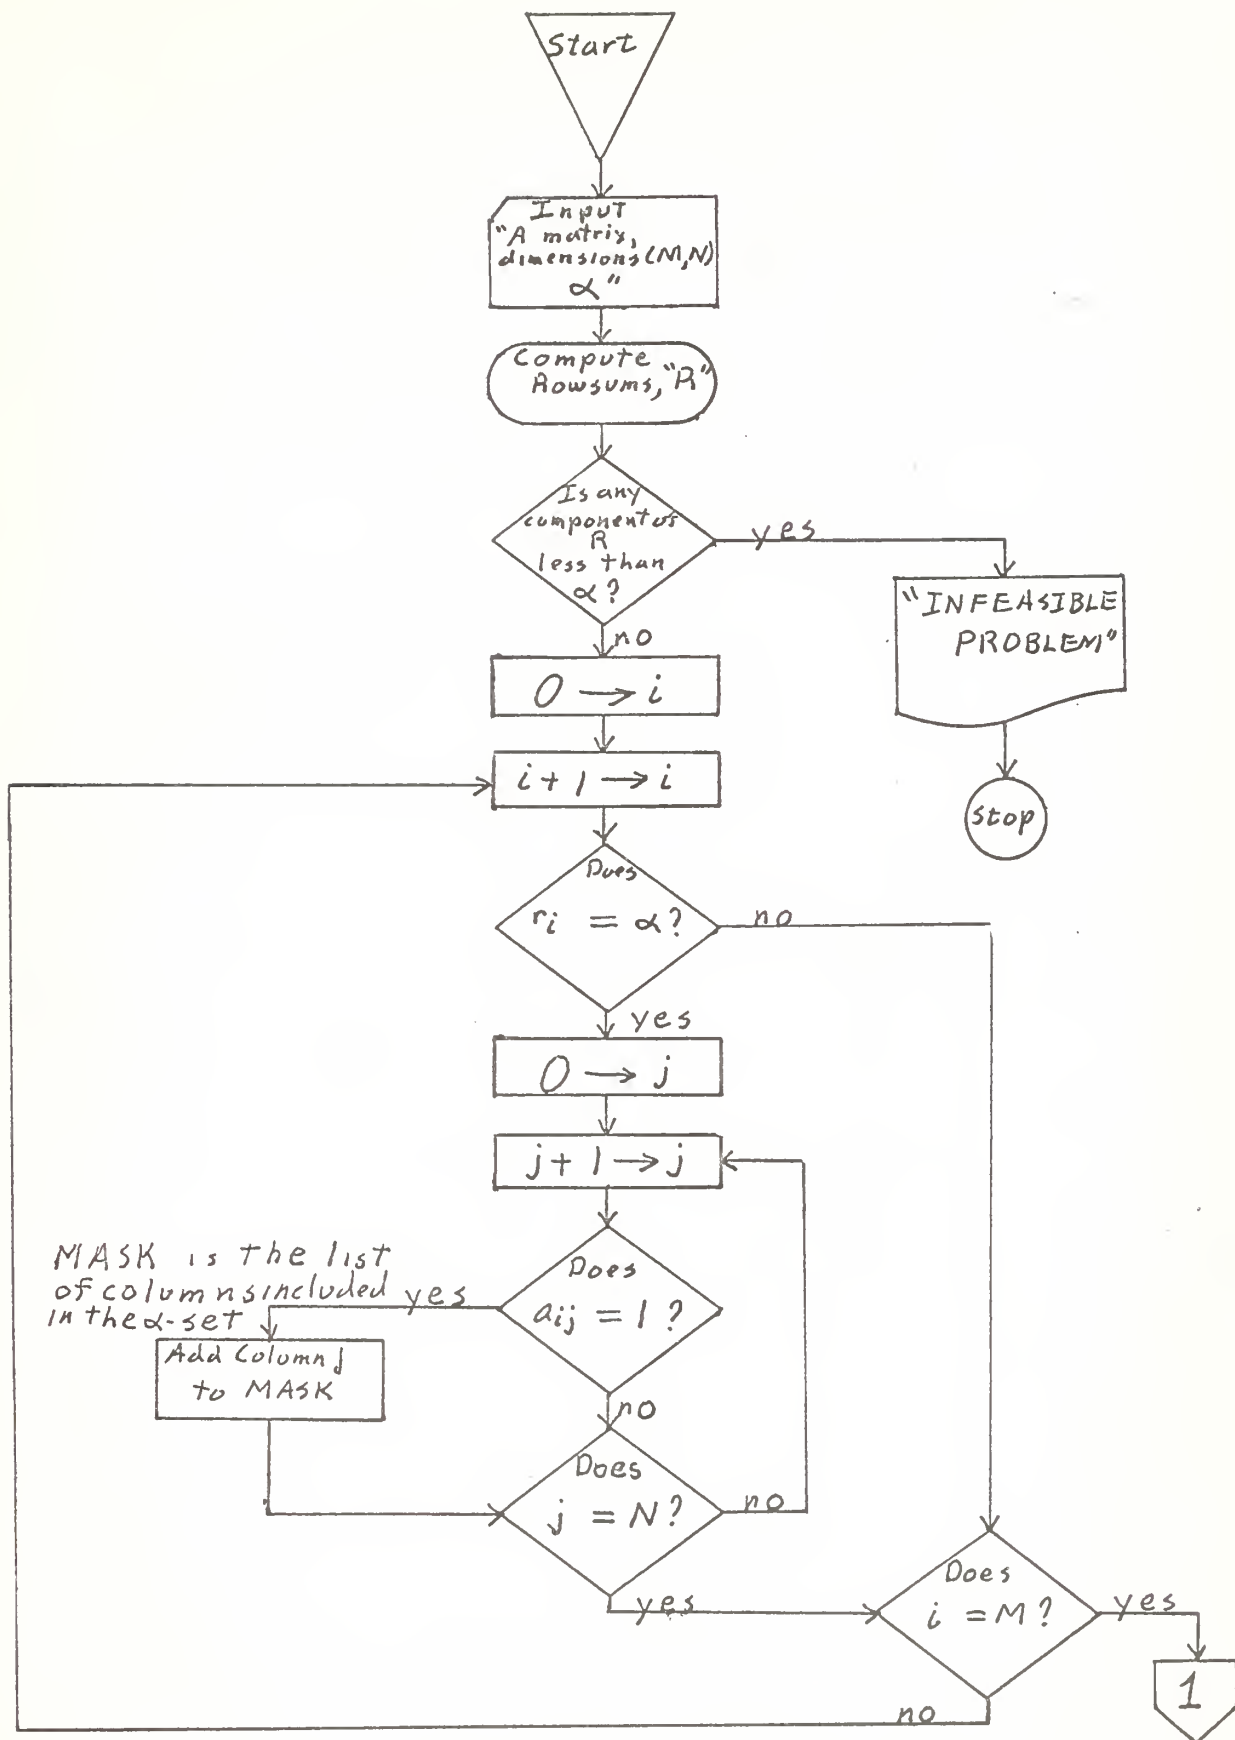 Start
Input
"A matrix,
dimensions (M,N)
α"
Compute
Rowsums, "R"
Is any
component of
R
less than
α?
yes
"INFEASIBLE
PROBLEM"
Stop
no
0 → i
i + 1 → i
Does
ri = α?
no
yes
0 → j
j + 1 → j
MASK is the list
of columns included
in the α-set
yes
Does
aij = 1 ?
Add Column j
to MASK
no
Does
j = N?
no
yes
Does
i = M?
yes
no
1